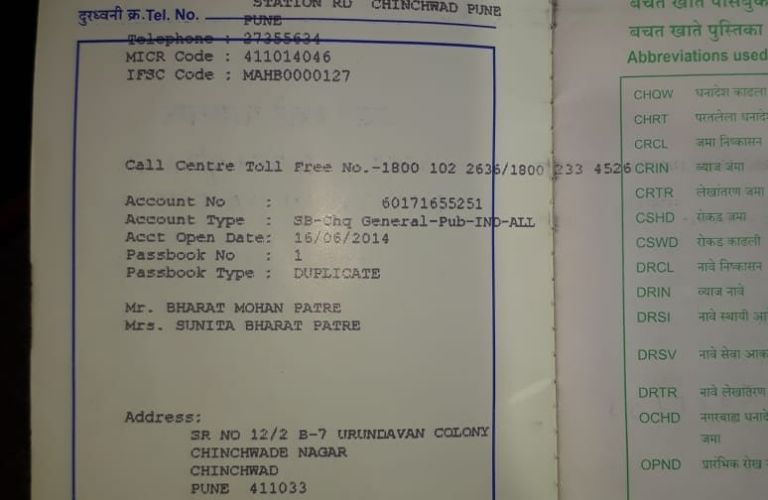 STATION RD CHINCHWAD PUNE
दुरध्वनी क्र.Tel. No.
PUNE
Telephone : 27355634
MICR Code : 411014046
IFSC Code : MAHB0000127
Call Centre Toll Free No.-1800 102 2636/1800 233 4526
Account No : 60171655251
Account Type : SB-Chq General-Pub-IND-ALL
Acct Open Date: 16/06/2014
Passbook No : 1
Passbook Type : DUPLICATE
Mr. BHARAT MOHAN PATRE
Mrs. SUNITA BHARAT PATRE
Address:
SR NO 12/2 B-7 URUNDAVAN COLONY
CHINCHWADE NAGAR
CHINCHWAD
PUNE 411033
बचत खाते
बचत खाते पुस्तिका
Abbreviations used
CHQW धनादेश काढला
CHRT परतलेला
CRCL जमा निष्कासन
CRIN व्याज जमा
CRTR लेखांतरण जमा
CSHD रोकड जमा
CSWD रोकड काढली
DRCL नावे निष्कासन
DRIN व्याज नावे
DRSI नावे स्थायी
DRSV नावे सेवा
DRTR नावे लेखांतरण
OCHD नगरबाह्य
जमा
OPND प्रारंभिक